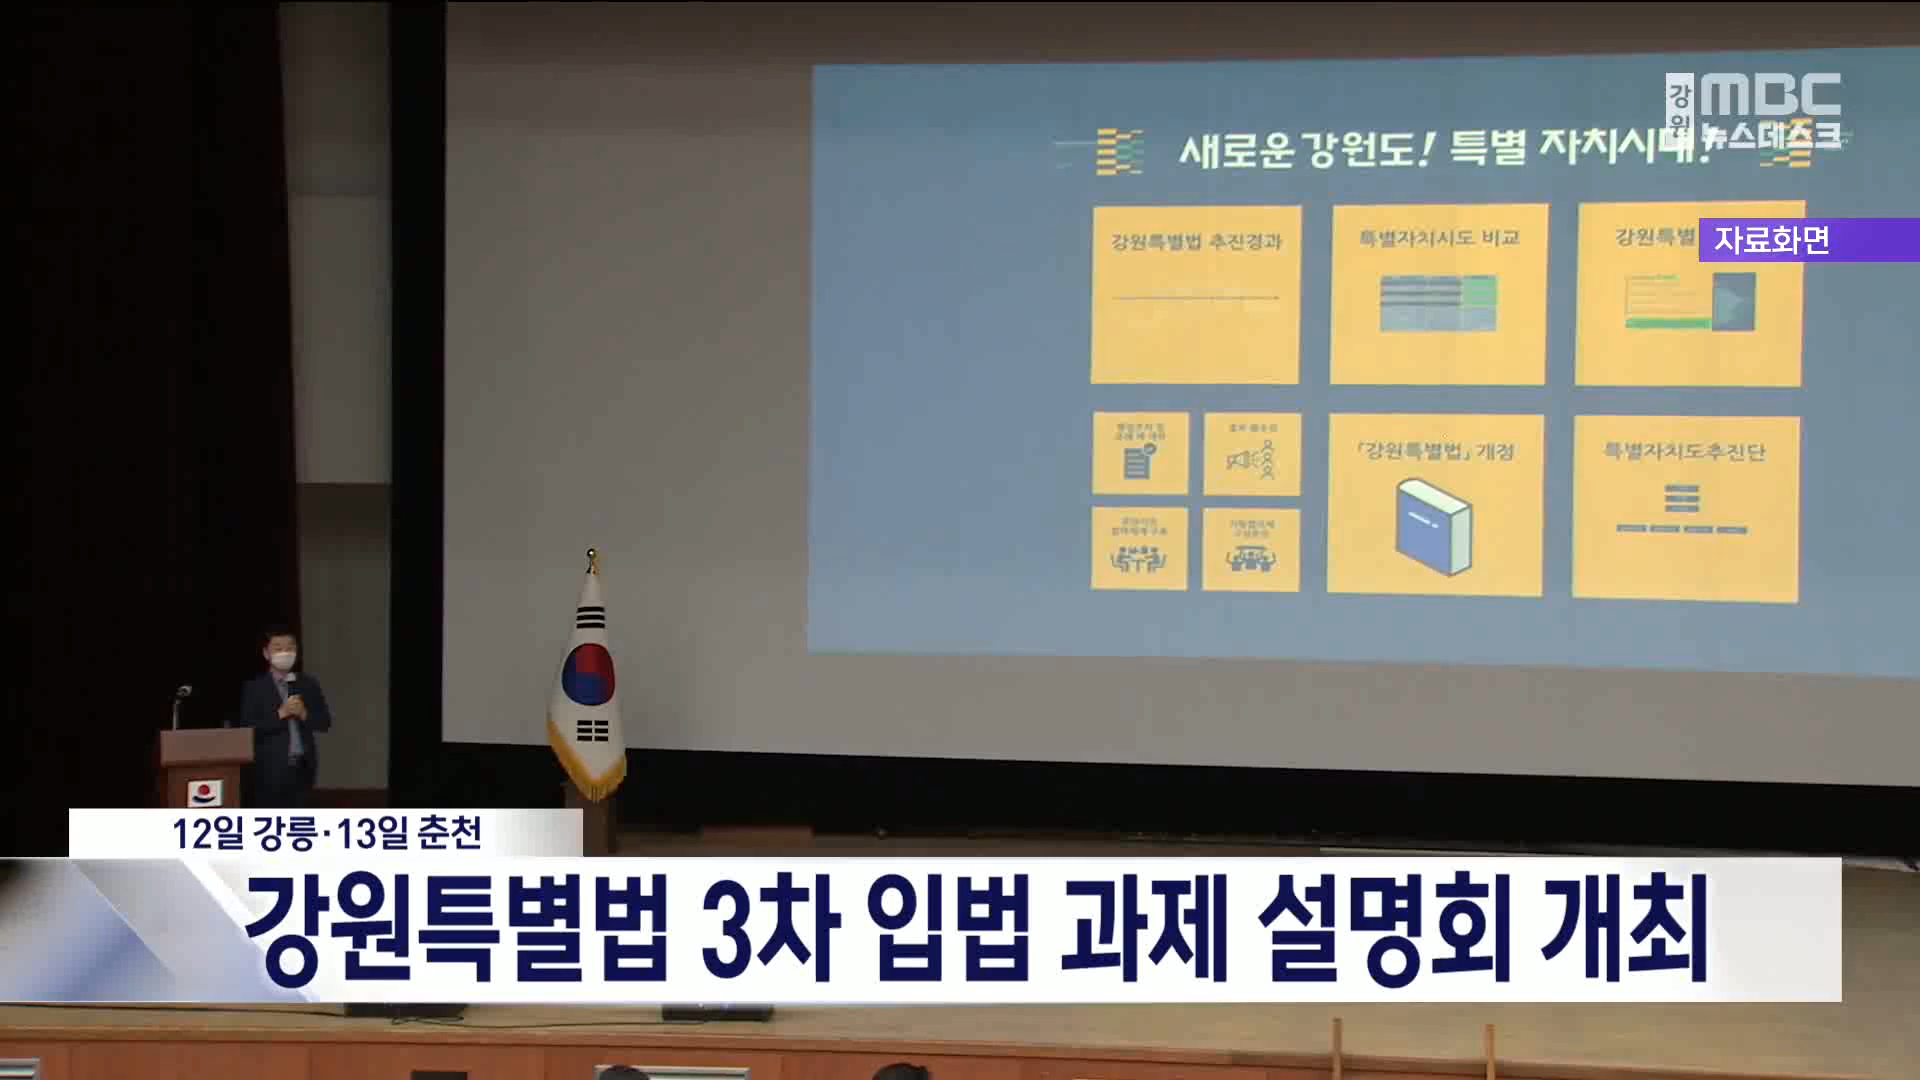 강원
MBC
뉴스데스크
새로운 강원도! 특별 자치시대!
자료화면
강원특별법 추진경과
특별자치시도 비교
강원특별
「강원특별법」 개정
특별자치도추진단
12일 강릉·13일 춘천
강원특별법 3차 입법 과제 설명회 개최